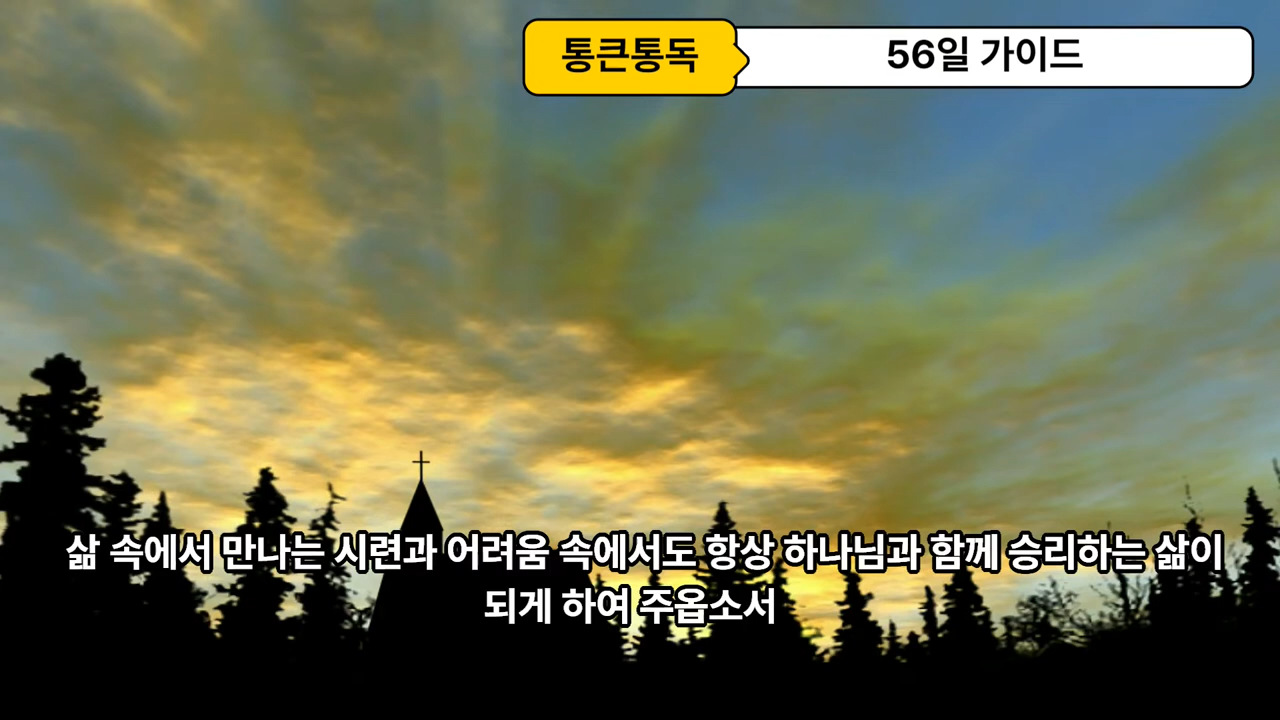 통큰통독
56일 가이드
삶 속에서 만나는 시련과 어려움 속에서도 항상 하나님과 함께 승리하는 삶이
되게 하여 주옵소서